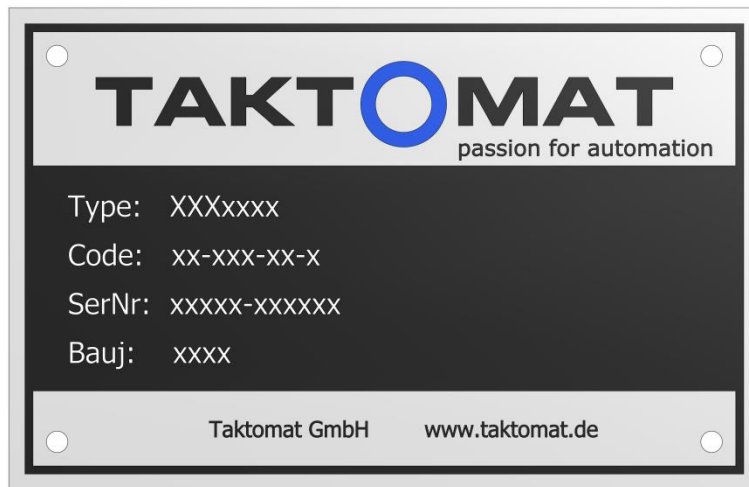 TAKTOMAT
passion for automation
Type: XXXxxxx
Code: xx-xxx-xx-x
SerNr: xxxxx-xxxxxx
Bauj: xxxx
Taktomat GmbH www.taktomat.de